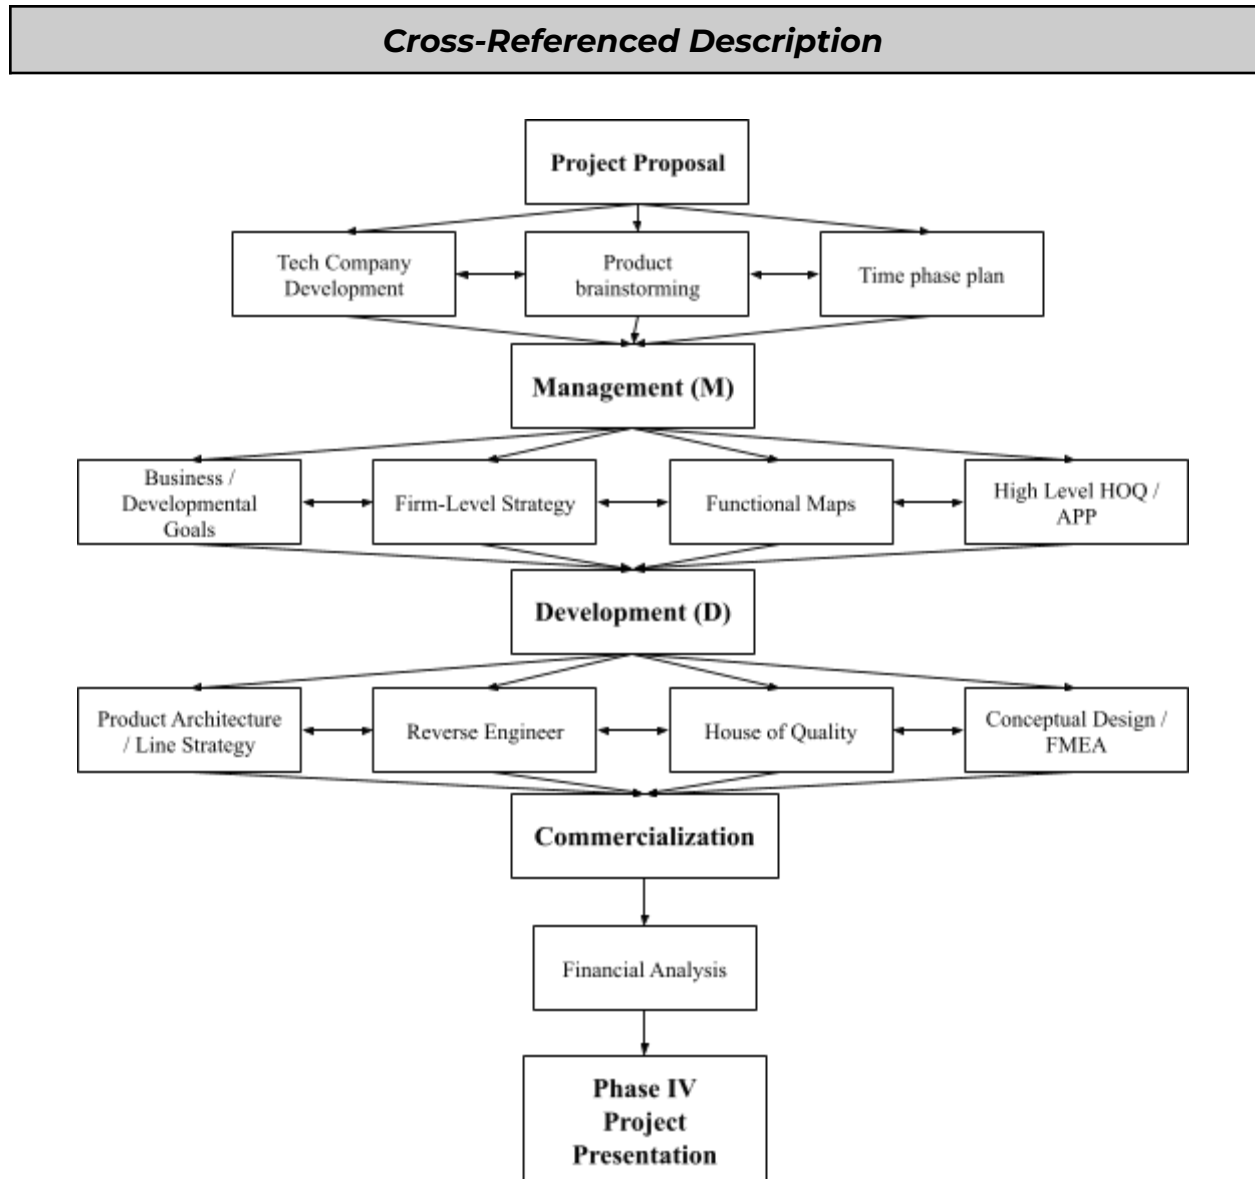 Cross-Referenced Description
Project Proposal
Tech Company
Development
Product
brainstorming
Time phase plan
Management (M)
Business /
Developmental
Goals
Firm-Level Strategy
Functional Maps
High Level HOQ /
APP
Development (D)
Product Architecture
/ Line Strategy
Reverse Engineer
House of Quality
Conceptual Design /
FMEA
Commercialization
Financial Analysis
Phase IV
Project
Presentation